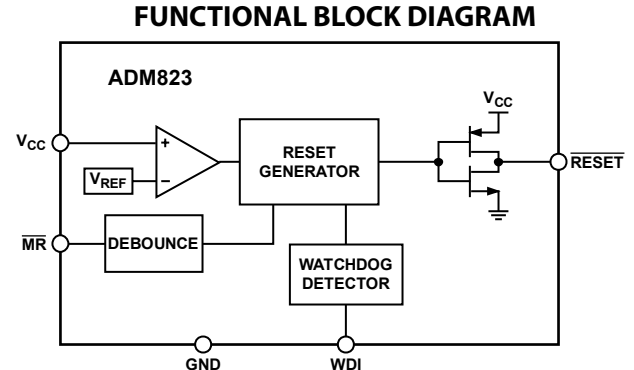 FUNCTIONAL BLOCK DIAGRAM
ADM823
VCC
VCC
+
RESET
GENERATOR
RESET
VREF
–
MR
DEBOUNCE
WATCHDOG
DETECTOR
GND
WDI